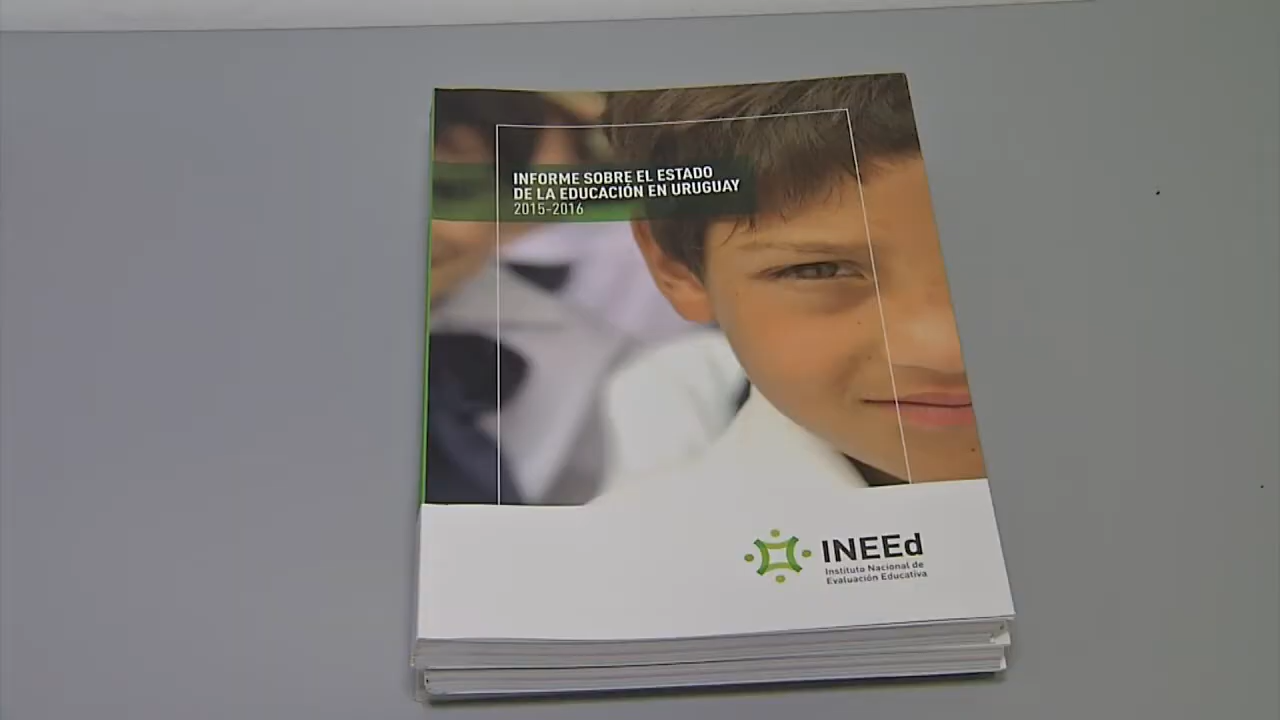 INFORME SOBRE EL ESTADO
DE LA EDUCACIÓN EN URUGUAY
2015-2016
INEEd
Instituto Nacional de
Evaluación Educativa